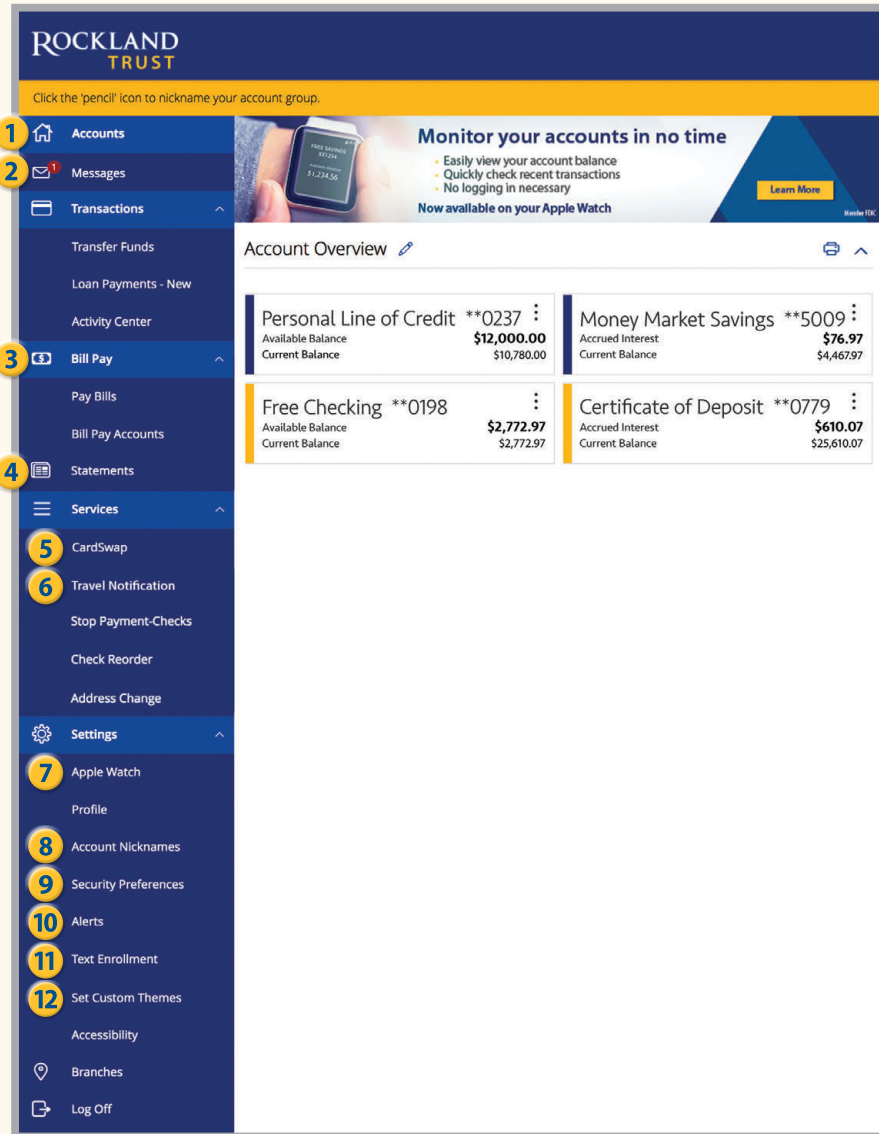 ROCKLAND
TRUST
Click the 'pencil' icon to nickname your account group.
1 Accounts
2 1 Messages
Transactions
Transfer Funds
Loan Payments - New
Activity Center
3 $ Bill Pay
Pay Bills
Bill Pay Accounts
4 Statements
Services
5 CardSwap
6 Travel Notification
Stop Payment-Checks
Check Reorder
Address Change
Settings
7 Apple Watch
Profile
8 Account Nicknames
9 Security Preferences
10 Alerts
11 Text Enrollment
12 Set Custom Themes
Accessibility
Branches
Log Off
FREE SAVINGS
XX1234
$1,234.56
Monitor your accounts in no time
• Easily view your account balance
• Quickly check recent transactions
• No logging in necessary
Now available on your Apple Watch
Learn More
Member FDIC
Account Overview
Personal Line of Credit **0237
Available Balance $12,000.00
Current Balance $10,780.00
Money Market Savings **5009
Accrued Interest $76.97
Current Balance $4,467.97
Free Checking **0198
Available Balance $2,772.97
Current Balance $2,772.97
Certificate of Deposit **0779
Accrued Interest $610.07
Current Balance $25,610.07